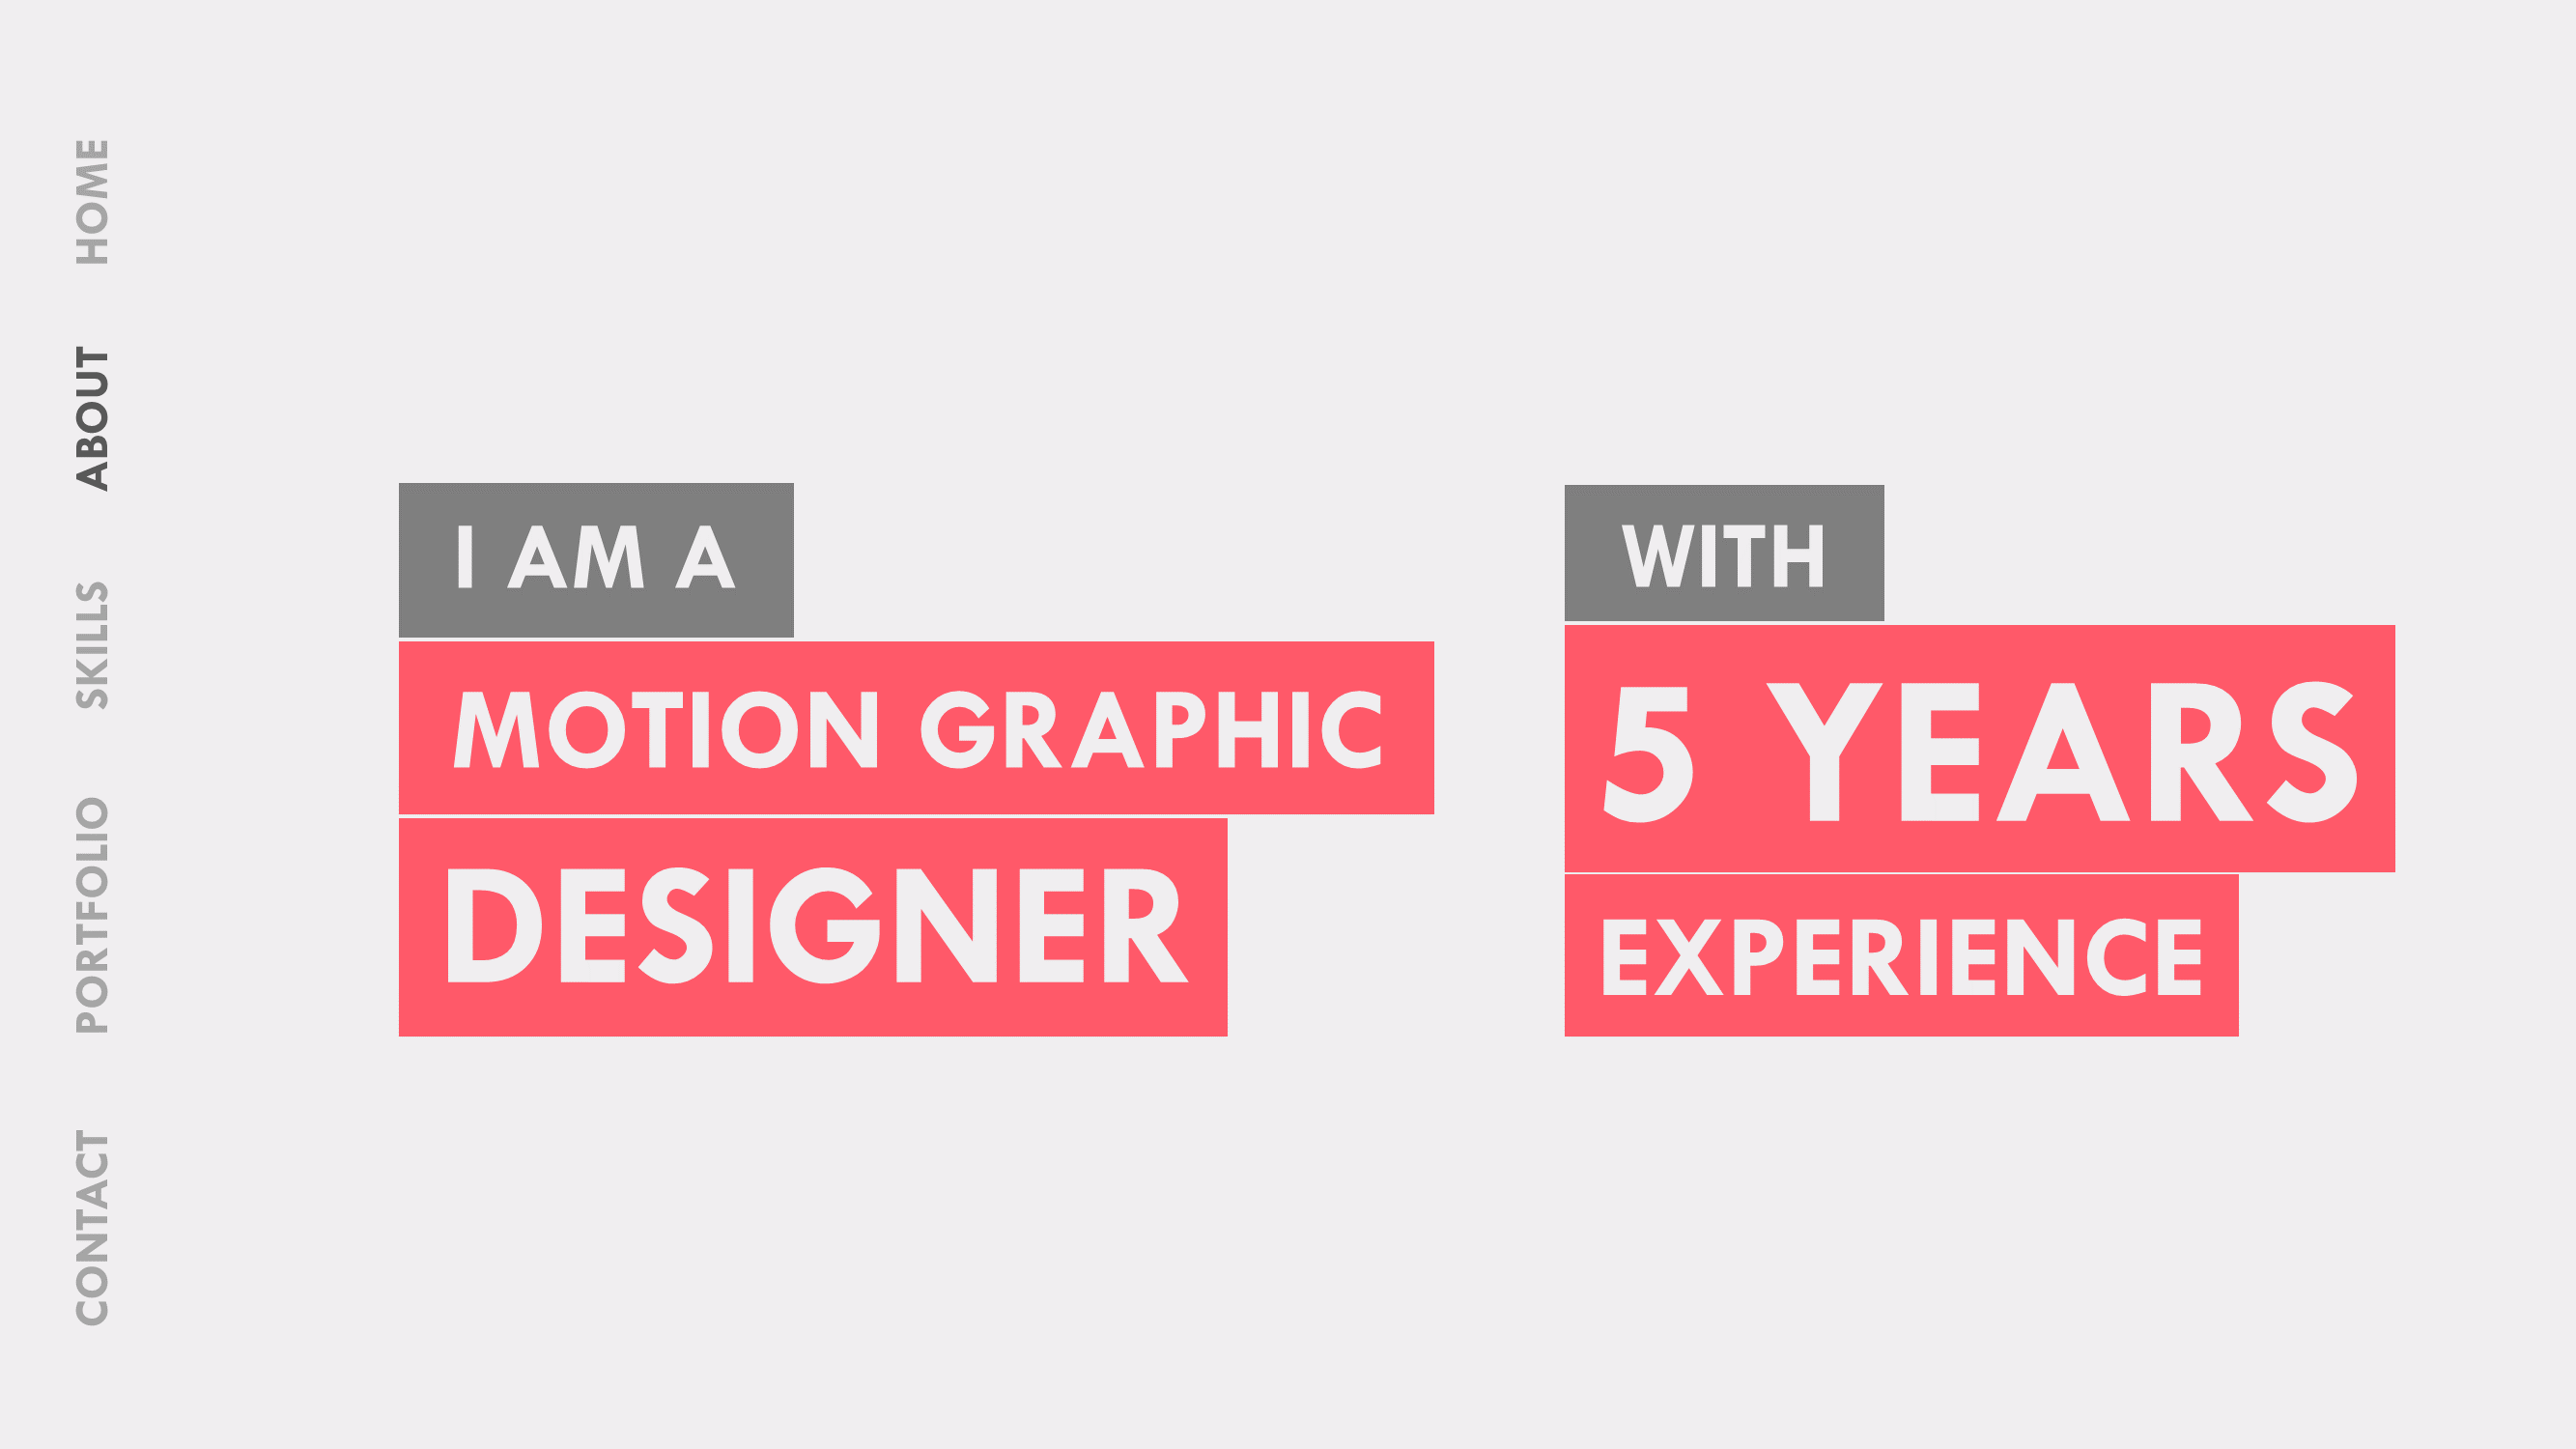 HOME
ABOUT
SKILLS
PORTFOLIO
CONTACT
I AM A
MOTION GRAPHIC
DESIGNER
WITH
5 YEARS
EXPERIENCE